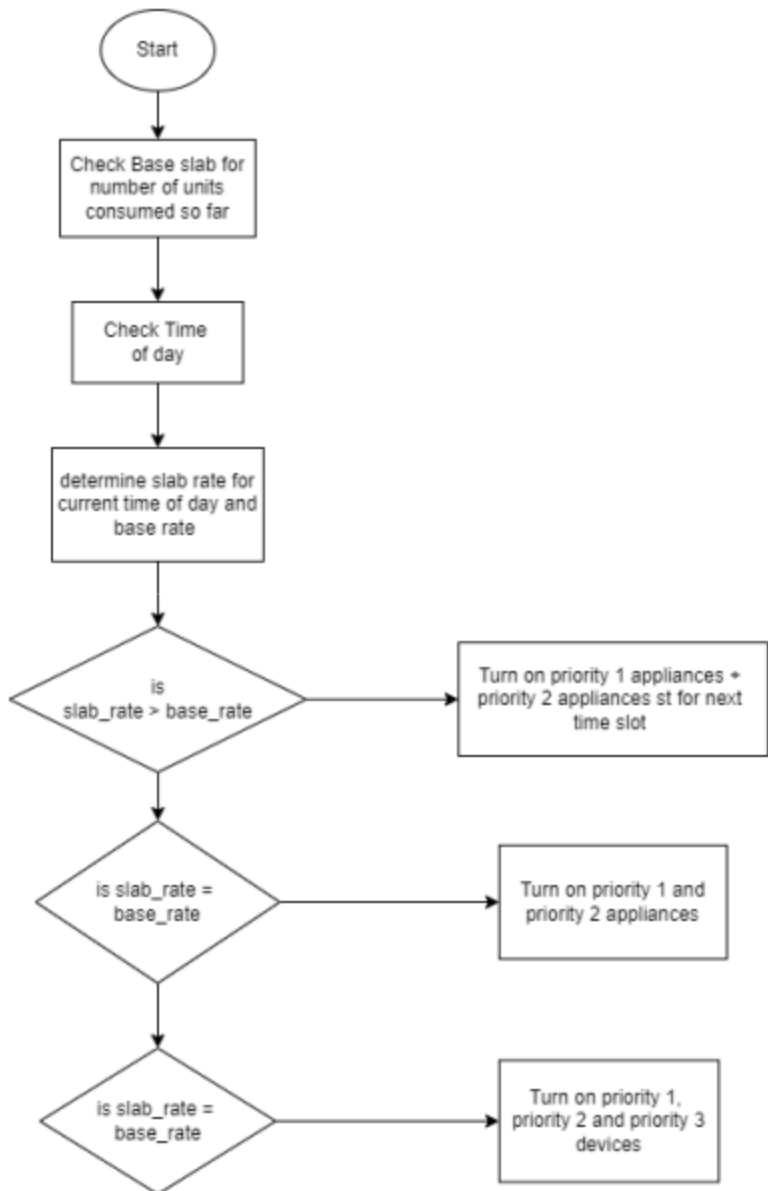 Start
Check Base slab for
number of units
consumed so far
Check Time
of day
determine slab rate for
current time of day and
base rate
is
slab_rate > base_rate
Turn on priority 1 appliances +
priority 2 appliances st for next
time slot
is slab_rate =
base_rate
Turn on priority 1 and
priority 2 appliances
is slab_rate =
base_rate
Turn on priority 1,
priority 2 and priority 3
devices